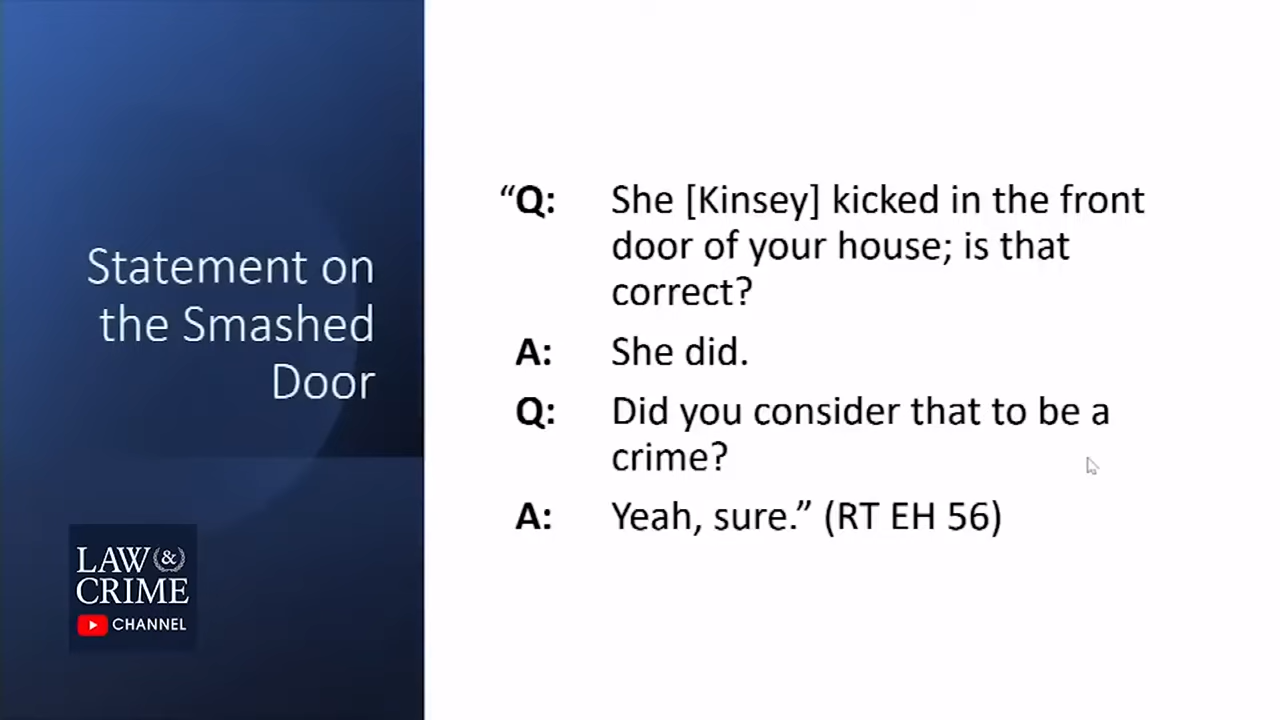 Statement on
the Smashed
Door
“Q: She [Kinsey] kicked in the front
door of your house; is that
correct?
A: She did.
Q: Did you consider that to be a
crime?
A: Yeah, sure.” (RT EH 56)
LAW &
CRIME
CHANNEL